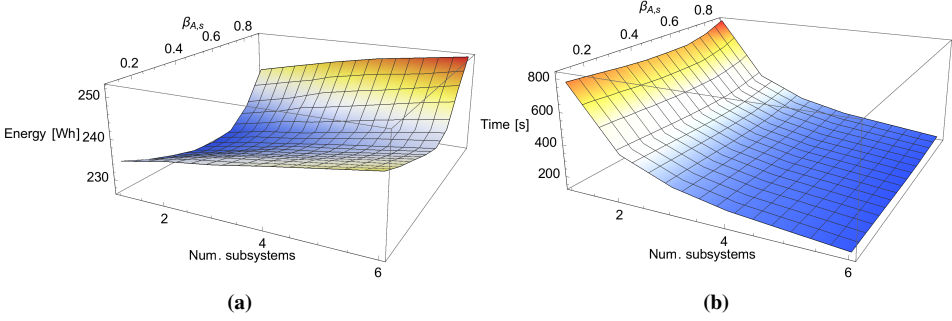 β_{A,s}
0.2 0.4 0.6 0.8
250
Energy [Wh] 240
230
2
4
6
Num. subsystems
(a)
β_{A,s}
0.2 0.4 0.6 0.8
800
600
Time [s]
400
200
2
4
6
Num. subsystems
(b)